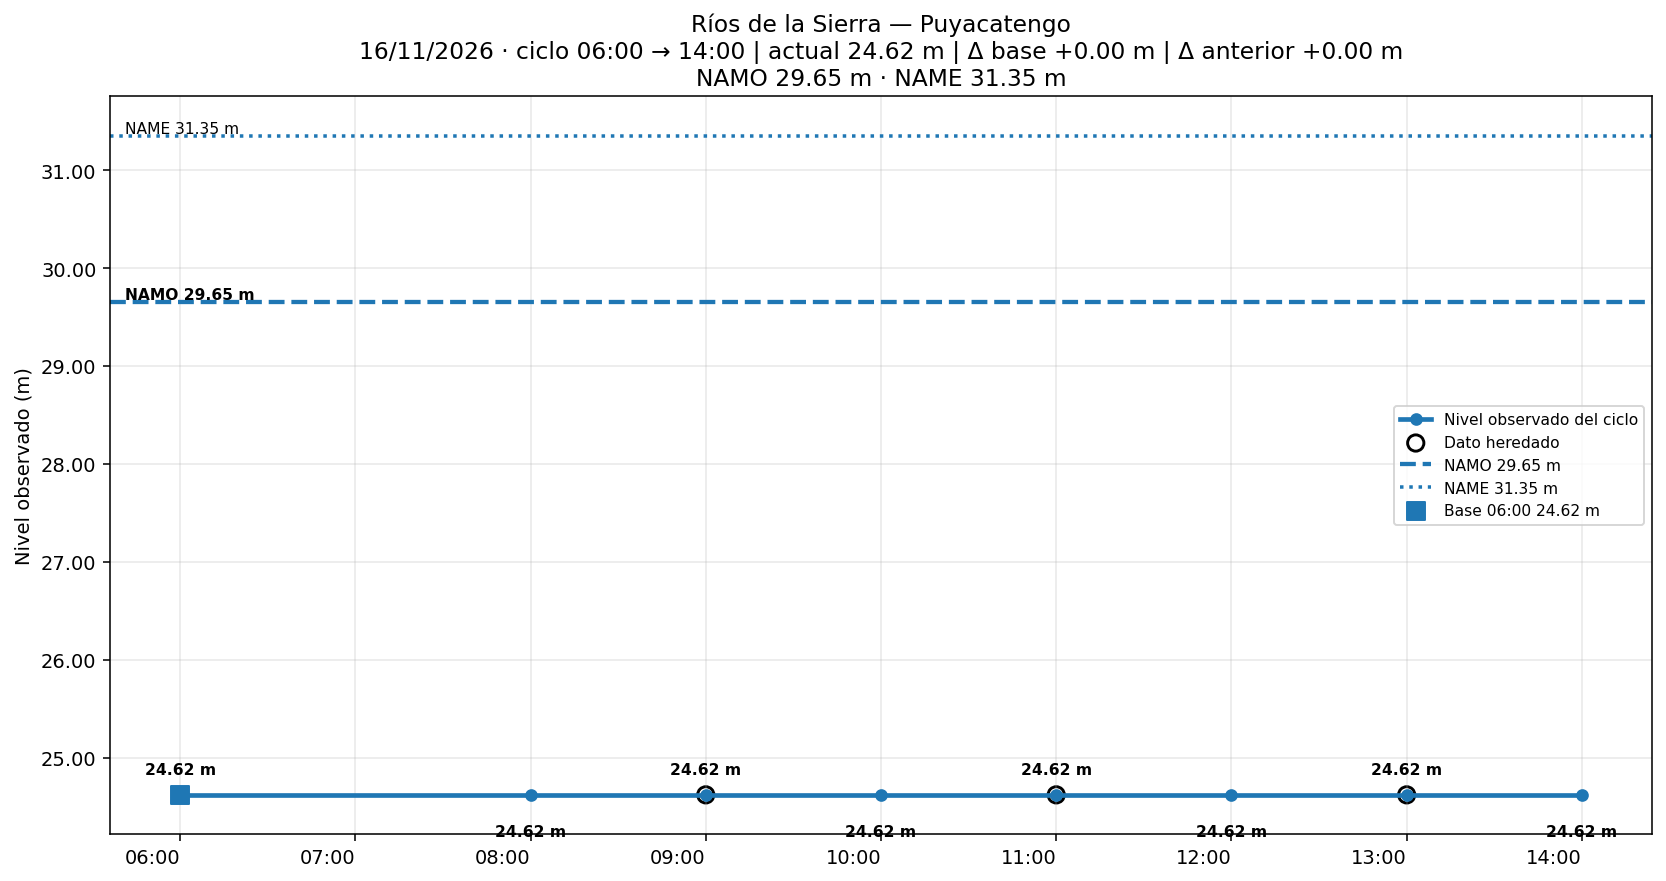 Ríos de la Sierra — Puyacatengo
16/11/2026 · ciclo 06:00 → 14:00 | actual 24.62 m | Δ base +0.00 m | Δ anterior +0.00 m
NAMO 29.65 m · NAME 31.35 m
NAME 31.35 m
31.00
30.00
NAMO 29.65 m
29.00
Nivel observado (m)
Nivel observado del ciclo
Dato heredado
NAMO 29.65 m
NAME 31.35 m
Base 06:00 24.62 m
28.00
27.00
26.00
25.00
24.62 m 24.62 m 24.62 m 24.62 m
24.62 m 24.62 m 24.62 m 24.62 m
06:00 07:00 08:00 09:00 10:00 11:00 12:00 13:00 14:00